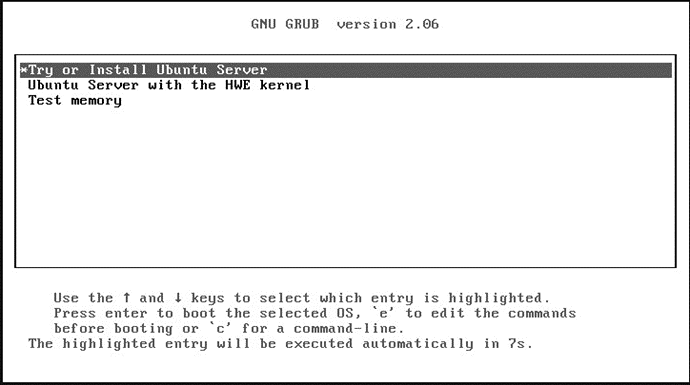 GNU GRUB  version 2.06
*Try or Install Ubuntu Server
Ubuntu Server with the HWE kernel
Test memory
Use the ↑ and ↓ keys to select which entry is highlighted.
Press enter to boot the selected OS, `e' to edit the commands
before booting or `c' for a command-line.
The highlighted entry will be executed automatically in 7s.